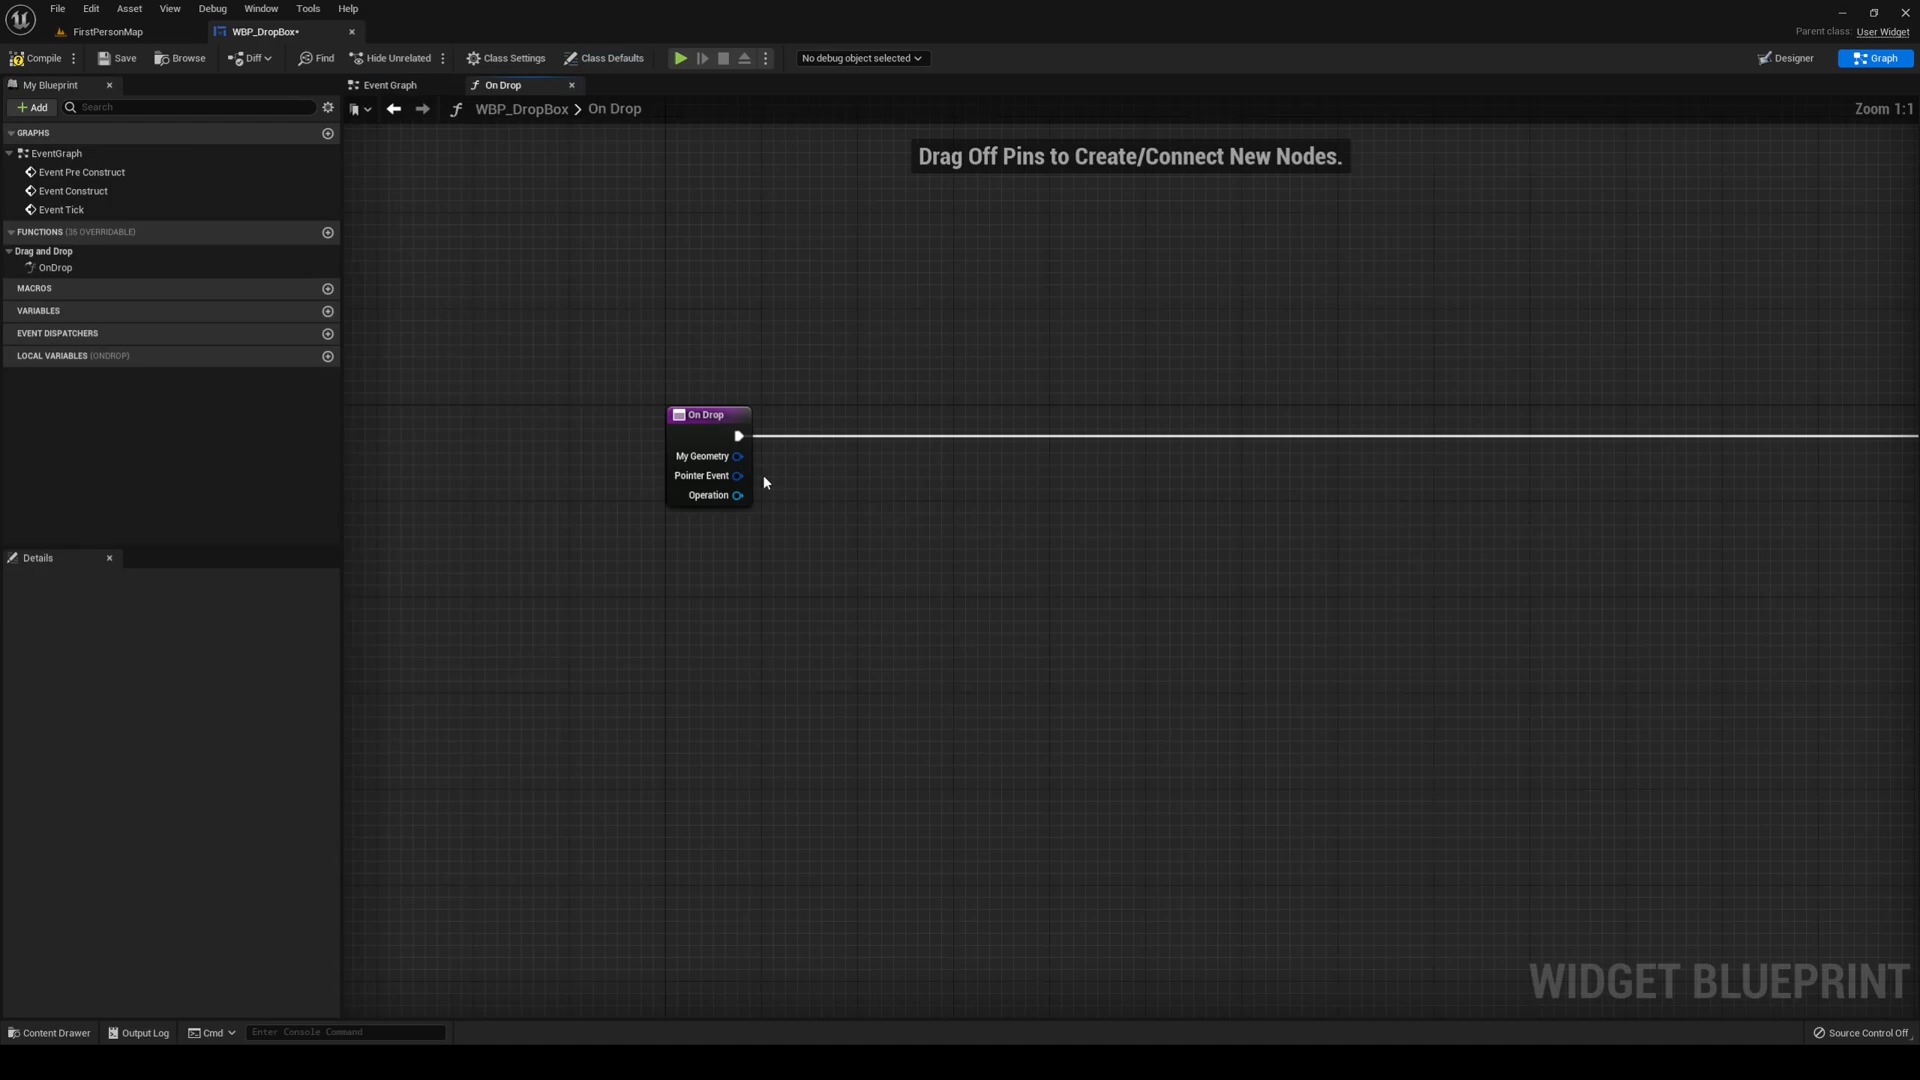 File Edit Asset View Debug Window Tools Help
FirstPersonMap WBP_DropBox* Parent class: User Widget
Compile Save Browse Diff Find Hide Unrelated Class Settings Class Defaults No debug object selected Designer Graph
My Blueprint Event Graph On Drop
Add Search WBP_DropBox > On Drop Zoom 1:1
GRAPHS
EventGraph
Event Pre Construct
Event Construct
Event Tick
FUNCTIONS (35 OVERRIDABLE)
Drag and Drop
OnDrop
MACROS
VARIABLES
EVENT DISPATCHERS
LOCAL VARIABLES (ONDROP)
Drag Off Pins to Create/Connect New Nodes.
On Drop
My Geometry
Pointer Event
Operation
Details
WIDGET BLUEPRINT
Content Drawer Output Log Cmd Enter Console Command Source Control Off